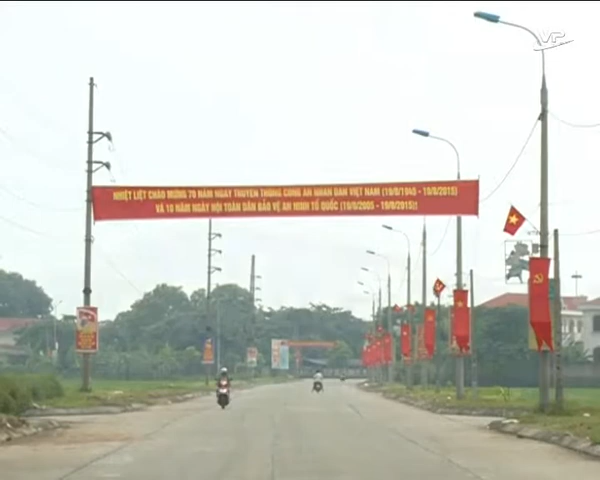 VP
NHIỆT LIỆT CHÀO MỪNG 70 NĂM NGÀY TRUYỀN THỐNG CÔNG AN NHÂN DÂN VIỆT NAM (19/8/1945 - 19/8/2015)
VÀ 10 NĂM NGÀY HỘI TOÀN DÂN BẢO VỆ AN NINH TỔ QUỐC (19/8/2005 - 19/8/2015)!